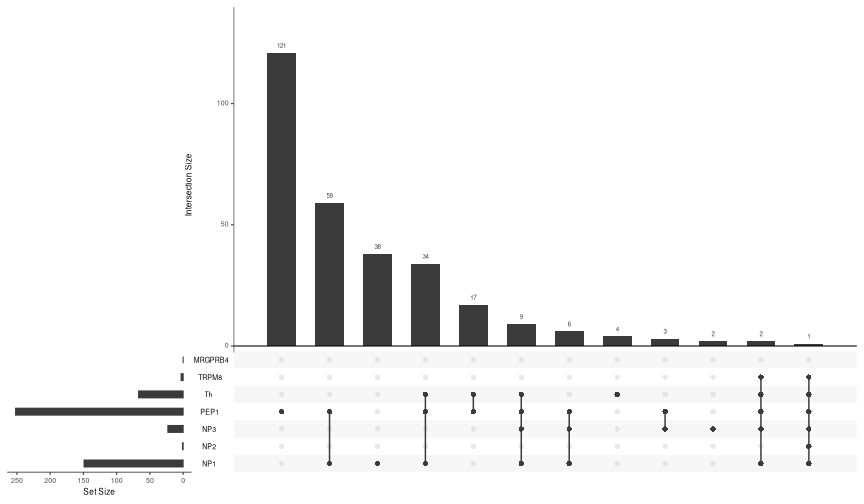 121
100
59
50
38
34
17
9
6
4
3
2
2
1
0
Intersection Size
MRGPRB4
TRPM8
Th
PEP1
NP3
NP2
NP1
250 200 150 100 50 0
Set Size